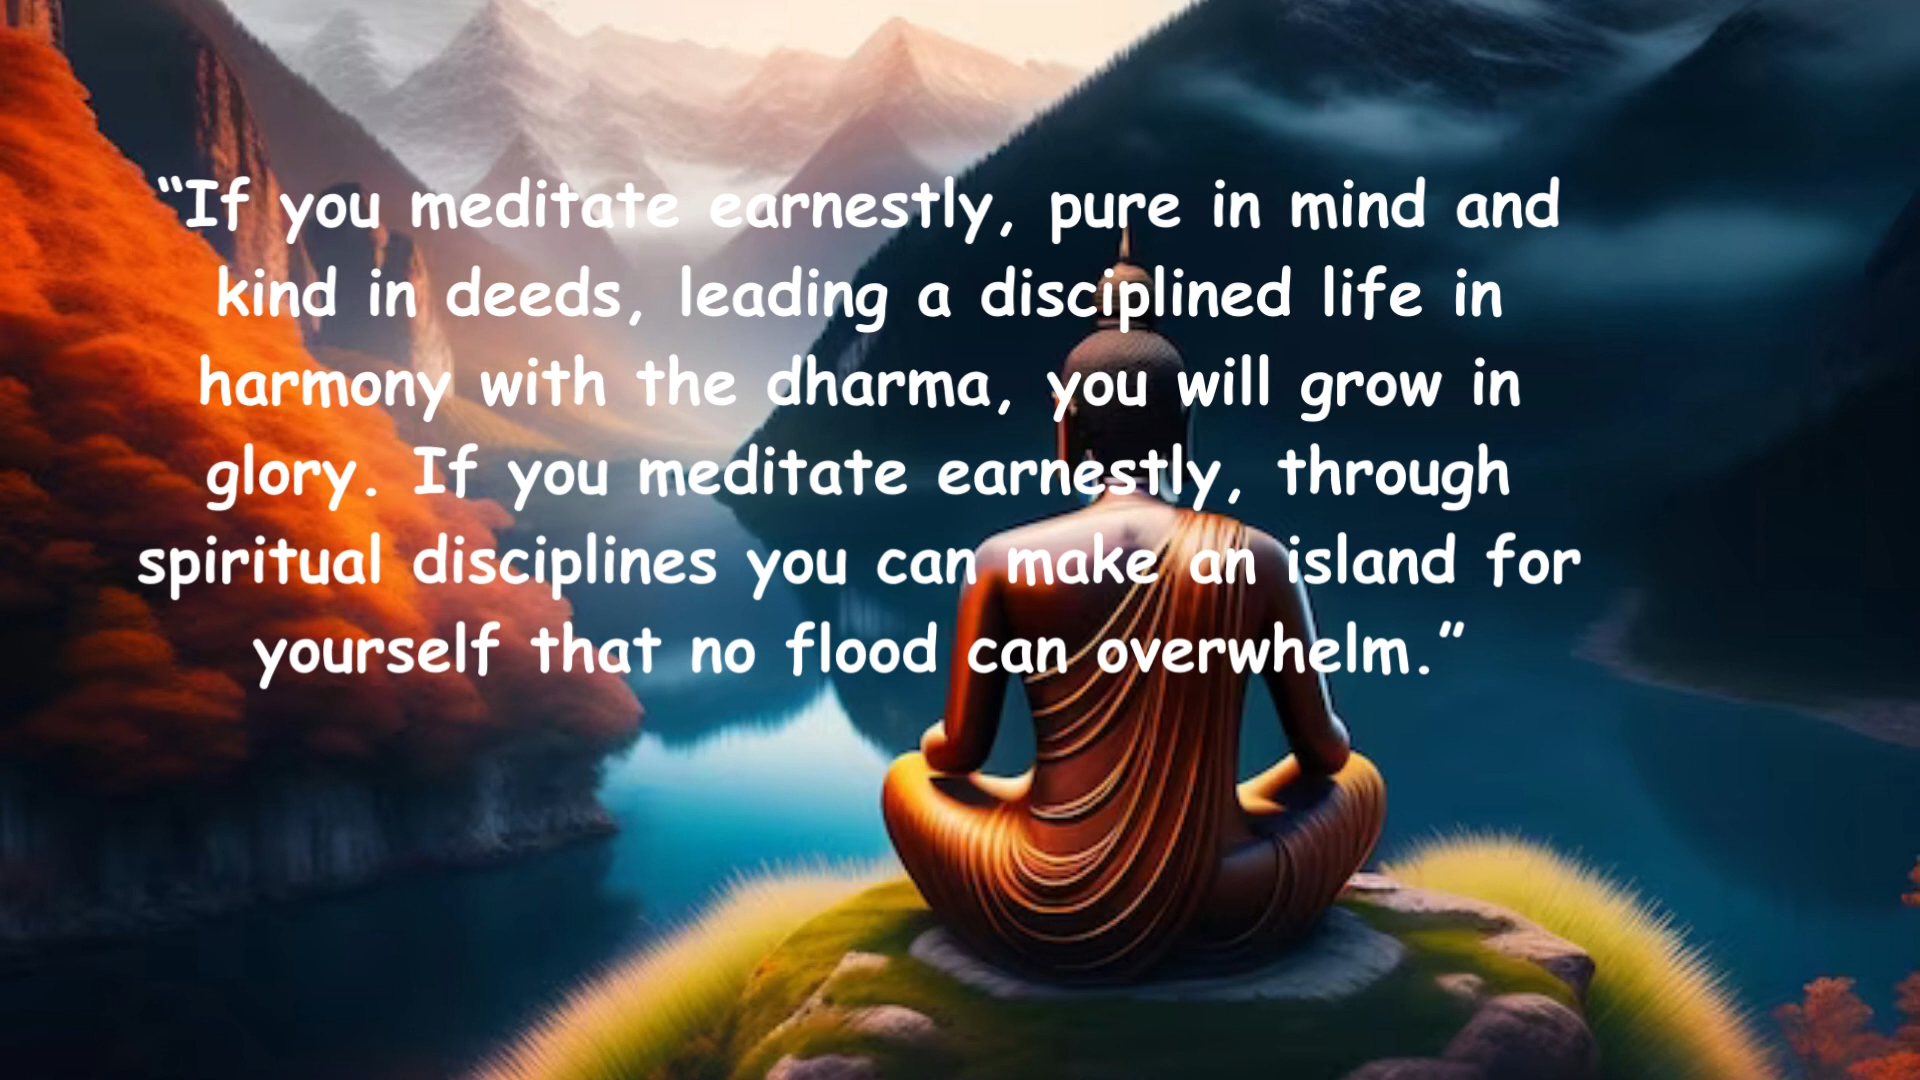 “If you meditate earnestly, pure in mind and
kind in deeds, leading a disciplined life in
harmony with the dharma, you will grow in
glory. If you meditate earnestly, through
spiritual disciplines you can make an island for
yourself that no flood can overwhelm.”